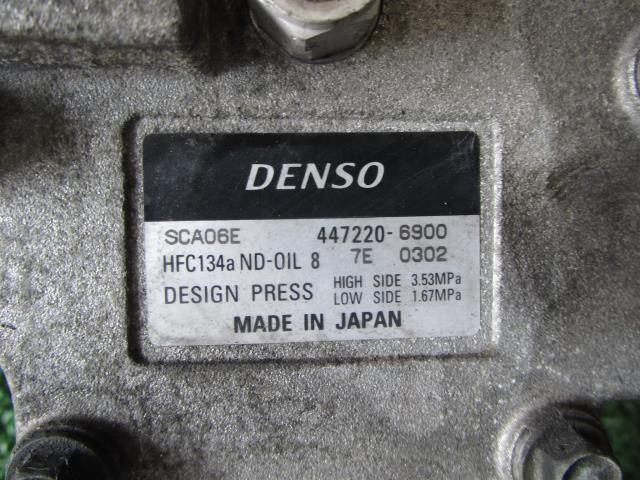 DENSO
SCA06E 447220-6900
HFC134a ND-OIL 8 7E 0302
DESIGN PRESS HIGH SIDE 3.53MPa
LOW SIDE 1.67MPa
MADE IN JAPAN